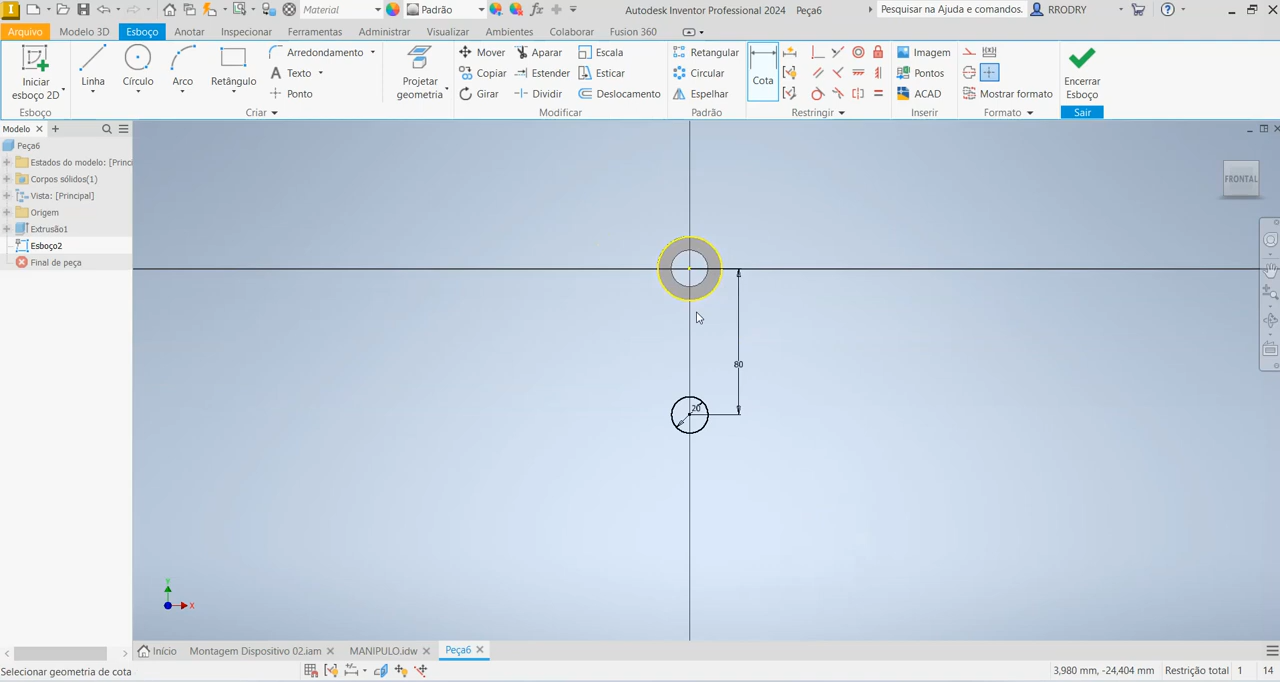 Material
Padrão
Autodesk Inventor Professional 2024 Peça6
Pesquisar na Ajuda e comandos.
RRODRY
Arquivo Modelo 3D Esboço Anotar Inspecionar Ferramentas Administrar Visualizar Ambientes Colaborar Fusion 360
Iniciar esboço 2D
Linha
Círculo
Arco
Retângulo
Arredondamento
Texto
Ponto
Projetar geometria
Mover
Copiar
Girar
Aparar
Estender
Dividir
Escala
Esticar
Deslocamento
Retangular
Circular
Espelhar
Cota
Imagem
Pontos
ACAD
Mostrar formato
Encerrar Esboço
Esboço Criar Modificar Padrão Restringir Inserir Formato Sair
Modelo
Peça6
Estados do modelo: [Princ
Corpos sólidos(1)
Vista: [Principal]
Origem
Extrusão1
Esboço2
Final de peça
FRONTAL
80
20
Y
X
Início Montagem Dispositivo 02.iam MANIPULO.idw Peça6
Selecionar geometria de cota
3,980 mm, -24,404 mm Restrição total 1 14